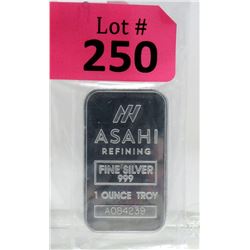 Lot #
250
ASAHI
REFINING
FINE SILVER
999
1 OUNCE TROY
A084239